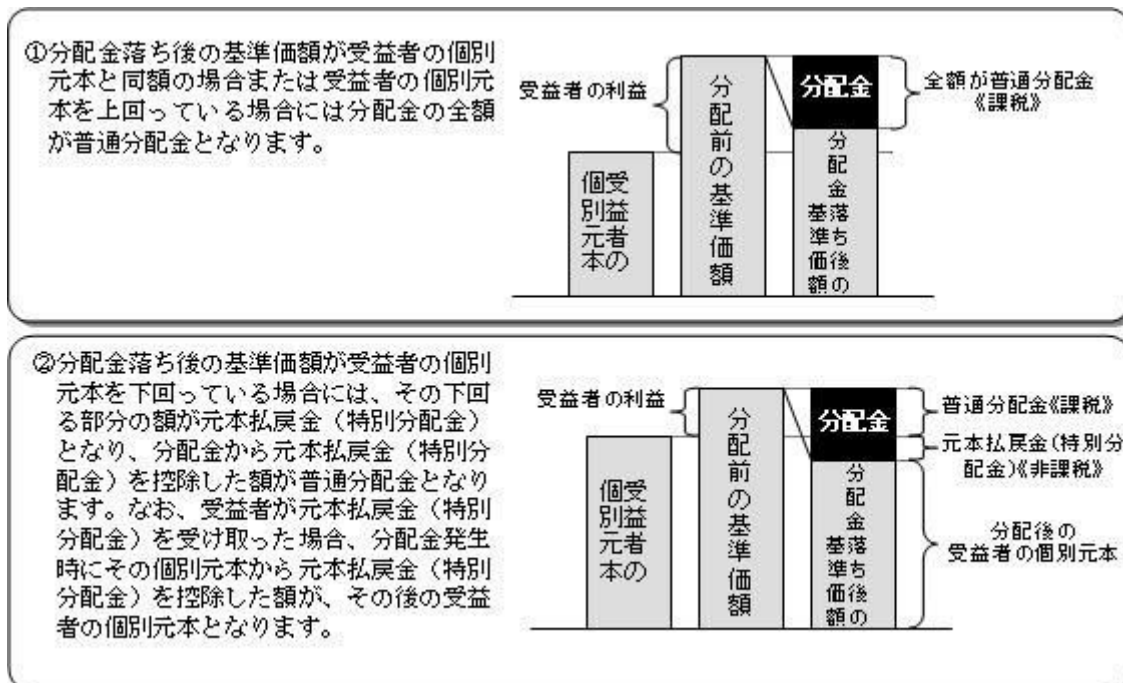 ①分配金落ち後の基準価額が受益者の個別
元本と同額の場合または受益者の個別元
本を上回っている場合には分配金の全額
が普通分配金となります。
受益者の利益
受益者の
個別元本
分配前の基準価額
分配金
分配金落ち後の
基準価額
全額が普通分配金
《課税》
②分配金落ち後の基準価額が受益者の個別
元本を下回っている場合には、その下回
る部分の額が元本払戻金（特別分配金）
となり、分配金から元本払戻金（特別分
配金）を控除した額が普通分配金となり
ます。なお、受益者が元本払戻金（特別
分配金）を受け取った場合、分配金発生
時にその個別元本から元本払戻金（特別
分配金）を控除した額が、その後の受益
者の個別元本となります。
受益者の利益
受益者の
個別元本
分配前の基準価額
分配金
分配金落ち後の
基準価額
普通分配金《課税》
元本払戻金(特別分
配金)《非課税》
分配後の
受益者の個別元本